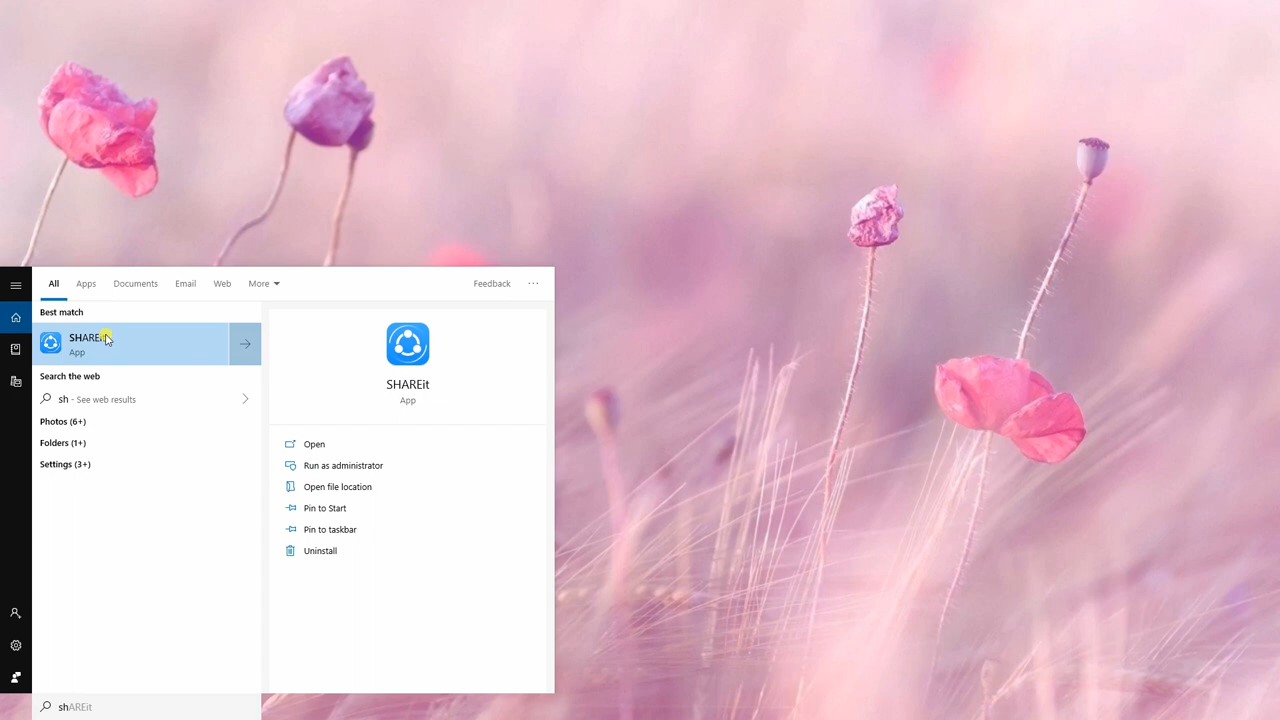 All Apps Documents Email Web More Feedback ...
Best match
SHAREit
App
Search the web
sh - See web results
Photos (6+)
Folders (1+)
Settings (3+)
SHAREit
App
Open
Run as administrator
Open file location
Pin to Start
Pin to taskbar
Uninstall
shAREit